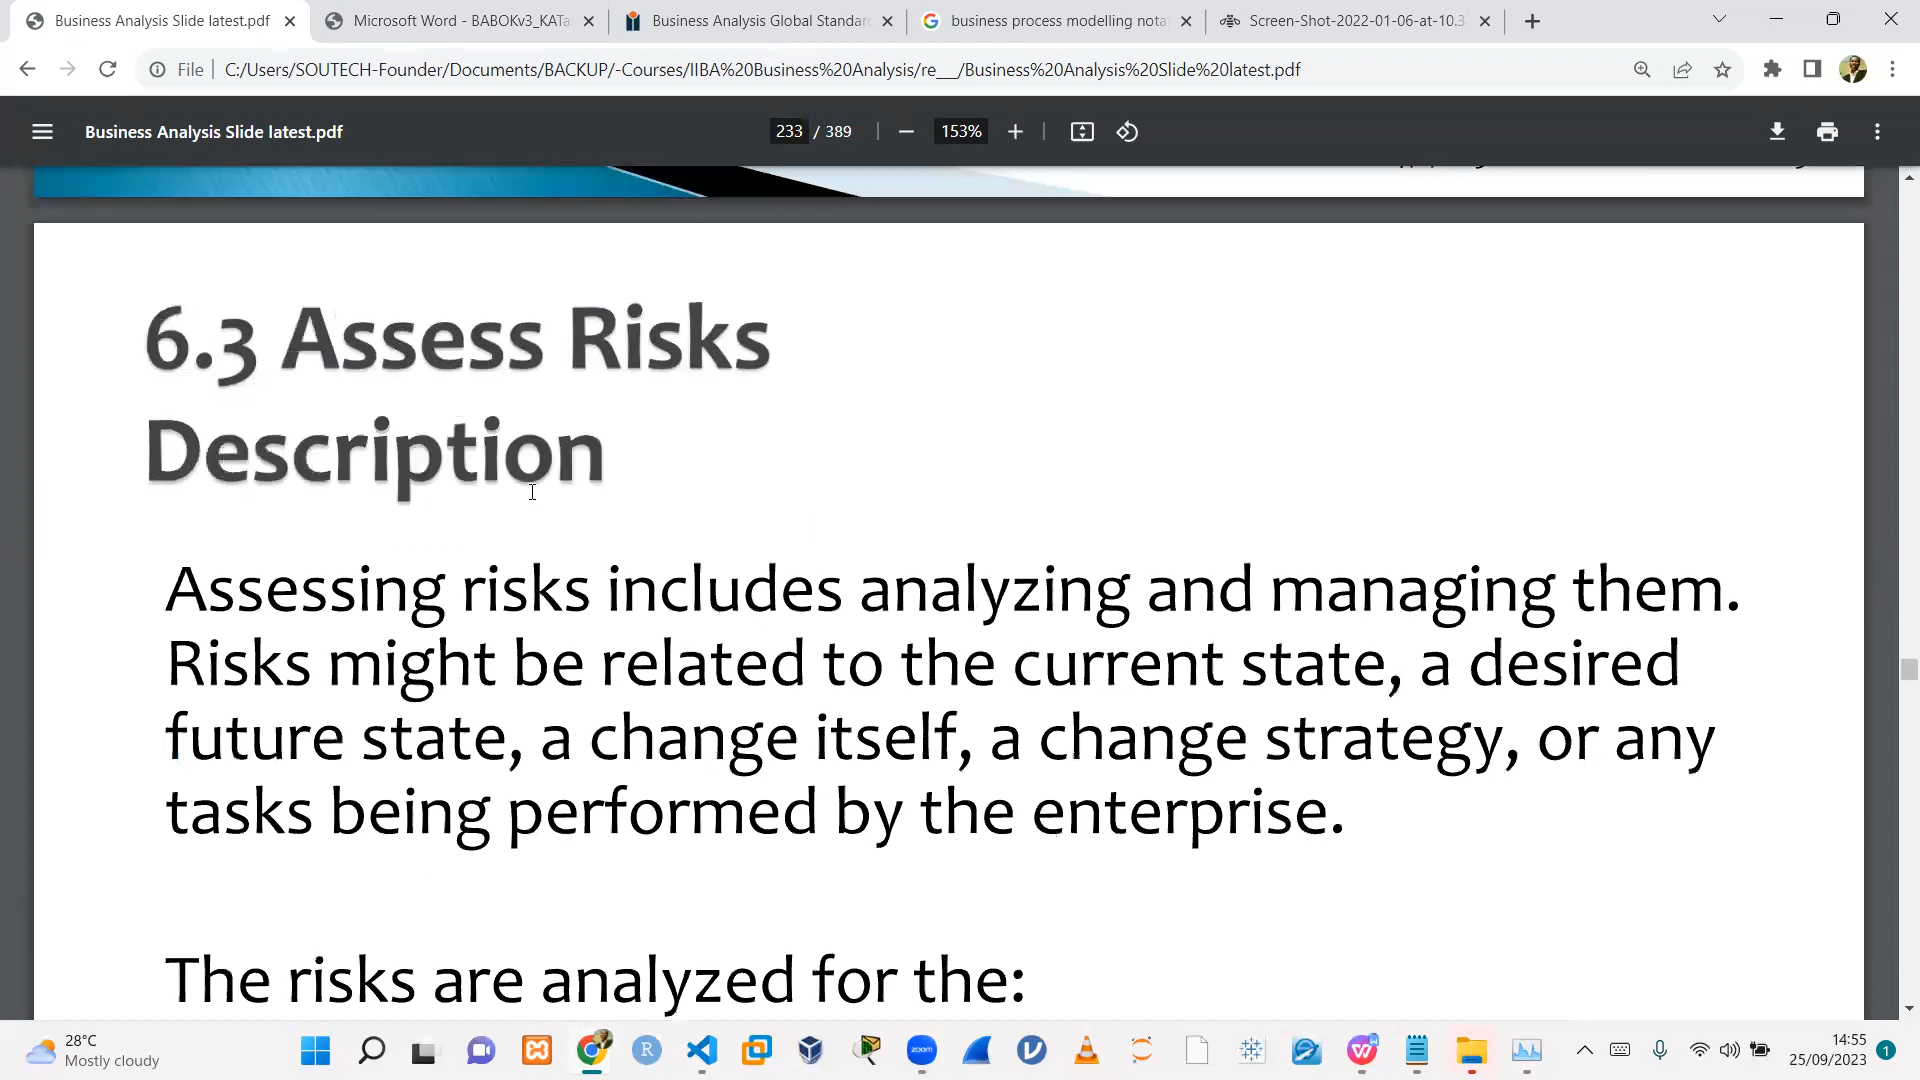 Business Analysis Slide latest.pdf
Microsoft Word - BABOKv3_KATa
Business Analysis Global Standar
business process modelling nota
Screen-Shot-2022-01-06-at-10.3
File
C:/Users/SOUTECH-Founder/Documents/BACKUP/-Courses/IIBA%20Business%20Analysis/re___/Business%20Analysis%20Slide%20latest.pdf
Business Analysis Slide latest.pdf
233 / 389
153%
6.3 Assess Risks
Description
Assessing risks includes analyzing and managing them.
Risks might be related to the current state, a desired
future state, a change itself, a change strategy, or any
tasks being performed by the enterprise.
The risks are analyzed for the:
28°C
Mostly cloudy
R
zoom
V
W
14:55
25/09/2023
1